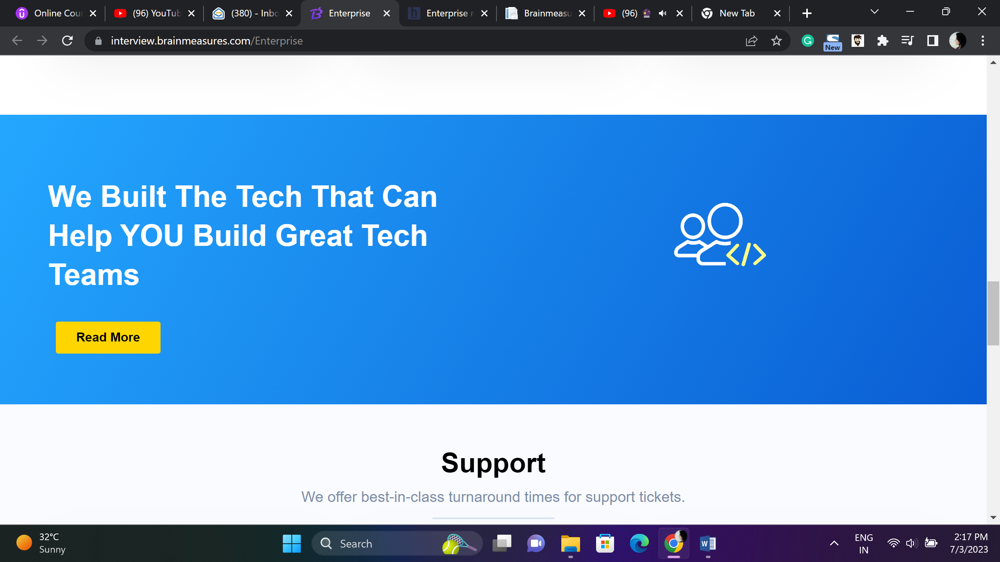 Online Cour
(96) YouTub
(380) - Inbo
Enterprise
Enterprise r
Brainmeasu
(96)
New Tab
interview.brainmeasures.com/Enterprise
New
We Built The Tech That Can
Help YOU Build Great Tech
Teams
</>
Read More
Support
We offer best-in-class turnaround times for support tickets.
32°C
Sunny
Search
ENG
IN
2:17 PM
7/3/2023